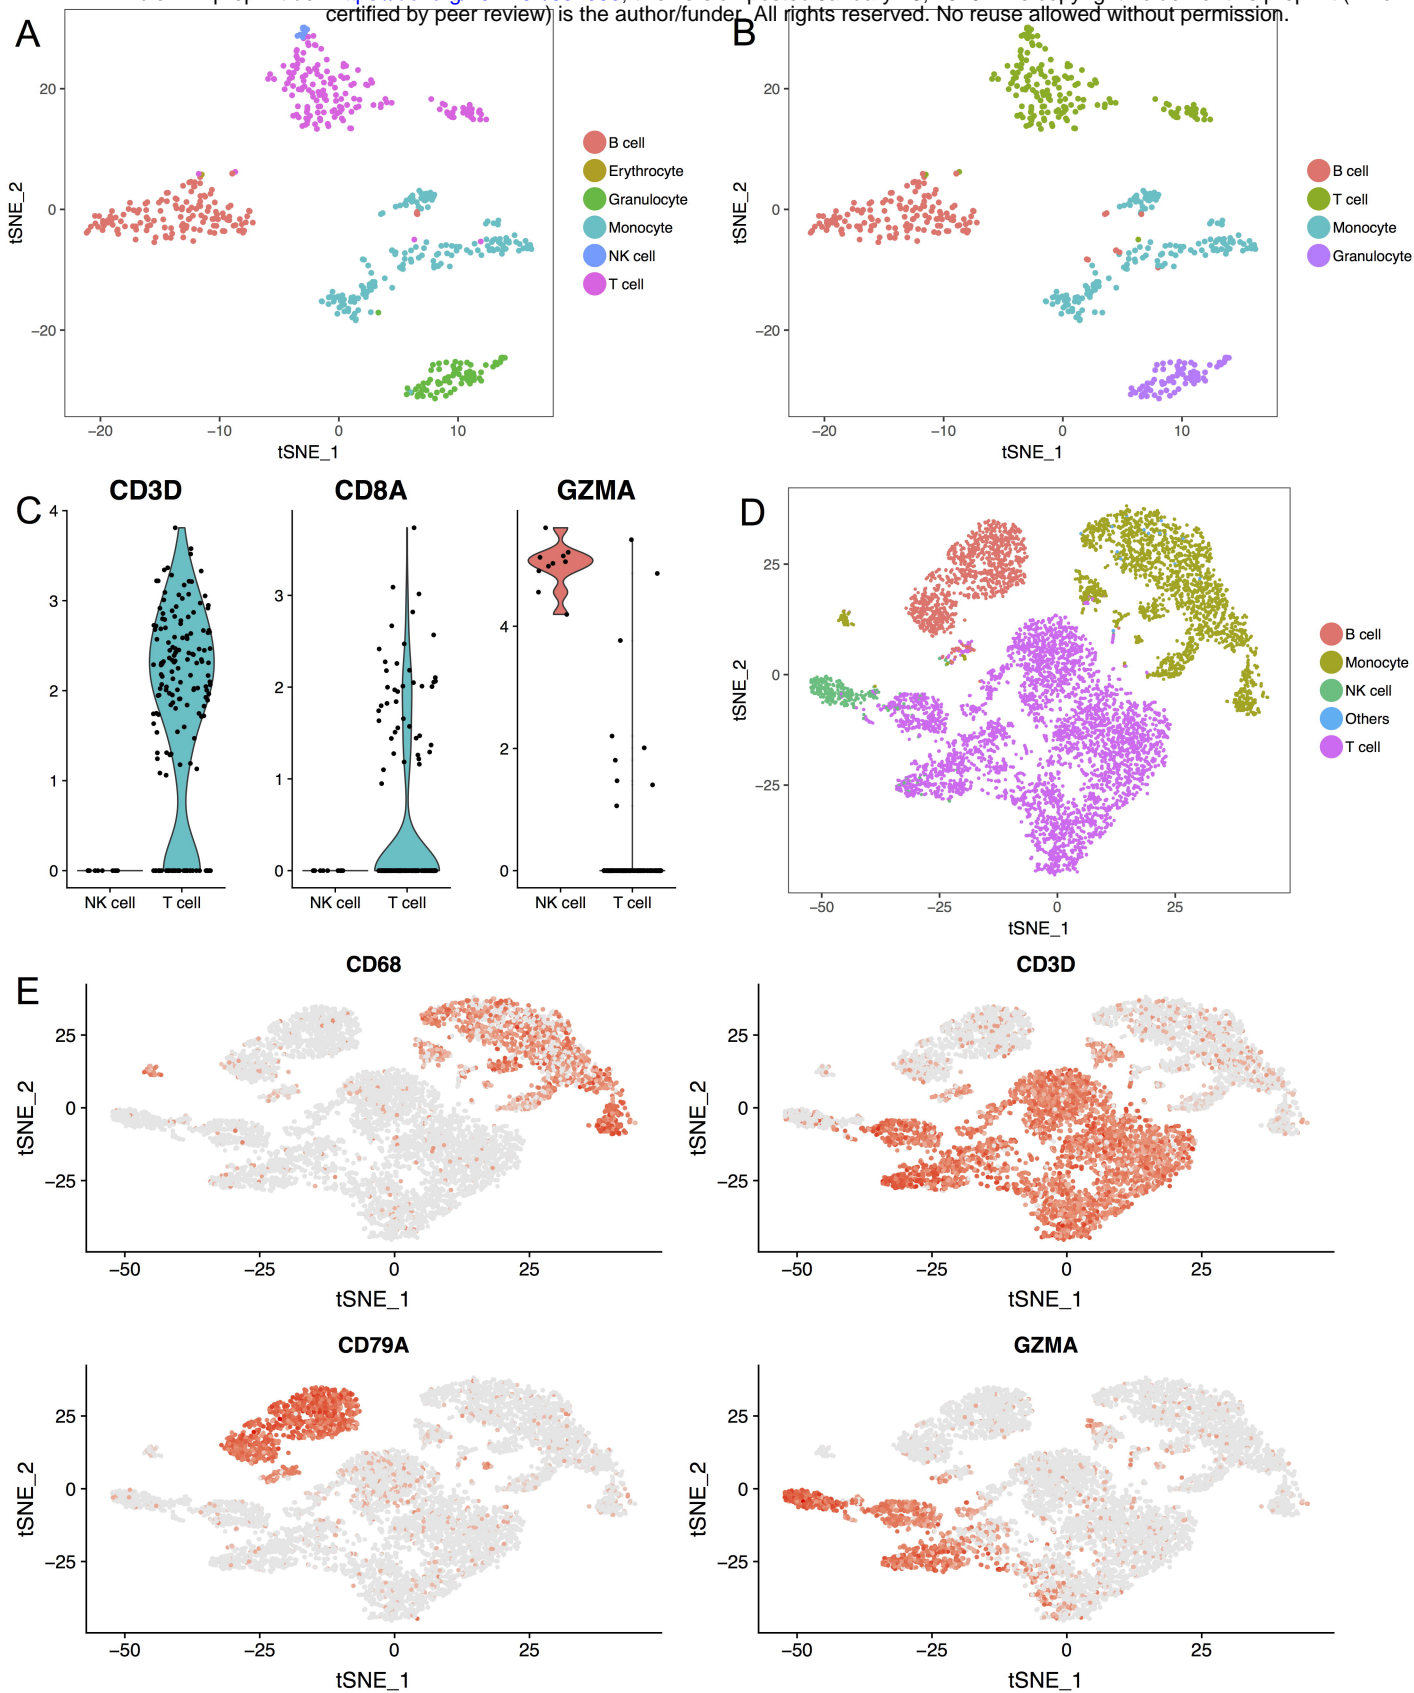 certified by peer review) is the author/funder. All rights reserved. No reuse allowed without permission.
A
20
0
−20
tSNE_2
−20
−10
0
10
tSNE_1
B cell
Erythrocyte
Granulocyte
Monocyte
NK cell
T cell
B
20
0
−20
tSNE_2
−20
−10
0
10
tSNE_1
B cell
T cell
Monocyte
Granulocyte
C
CD3D
4
3
2
1
0
NK cell
T cell
CD8A
3
2
1
0
NK cell
T cell
GZMA
4
2
0
NK cell
T cell
D
25
0
−25
tSNE_2
−50
−25
0
25
tSNE_1
B cell
Monocyte
NK cell
Others
T cell
E
CD68
25
0
−25
tSNE_2
−50
−25
0
25
tSNE_1
CD3D
25
0
−25
tSNE_2
−50
−25
0
25
tSNE_1
CD79A
25
0
−25
tSNE_2
−50
−25
0
25
tSNE_1
GZMA
25
0
−25
tSNE_2
−50
−25
0
25
tSNE_1